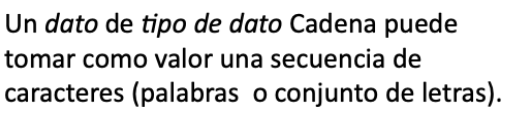 Un dato de tipo de dato Cadena puede
tomar como valor una secuencia de
caracteres (palabras  o conjunto de letras).